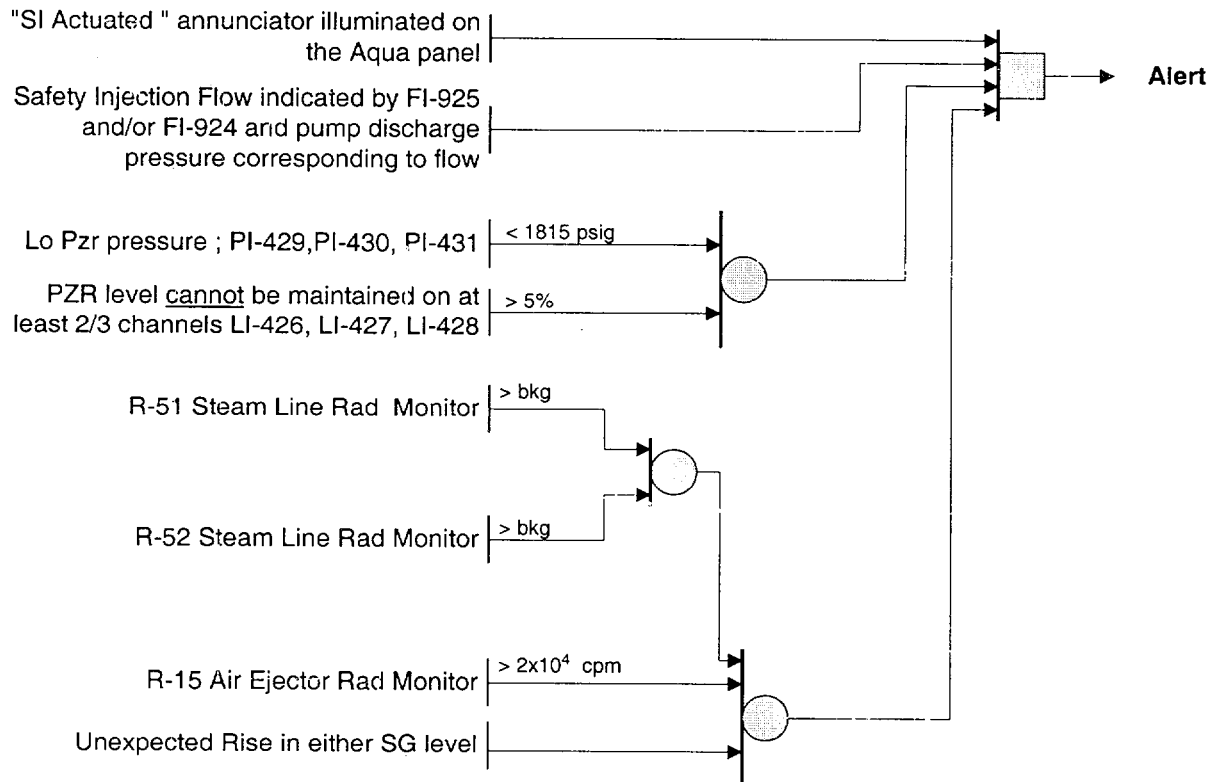 "SI Actuated " annunciator illuminated on
the Aqua panel
Alert
Safety Injection Flow indicated by FI-925
and/or FI-924 and pump discharge
pressure corresponding to flow
Lo Pzr pressure ; PI-429,PI-430, PI-431
< 1815 psig
PZR level cannot be maintained on at
least 2/3 channels LI-426, LI-427, LI-428
> 5%
> bkg
R-51 Steam Line Rad Monitor
R-52 Steam Line Rad Monitor
> bkg
R-15 Air Ejector Rad Monitor
> 2x10⁴ cpm
Unexpected Rise in either SG level